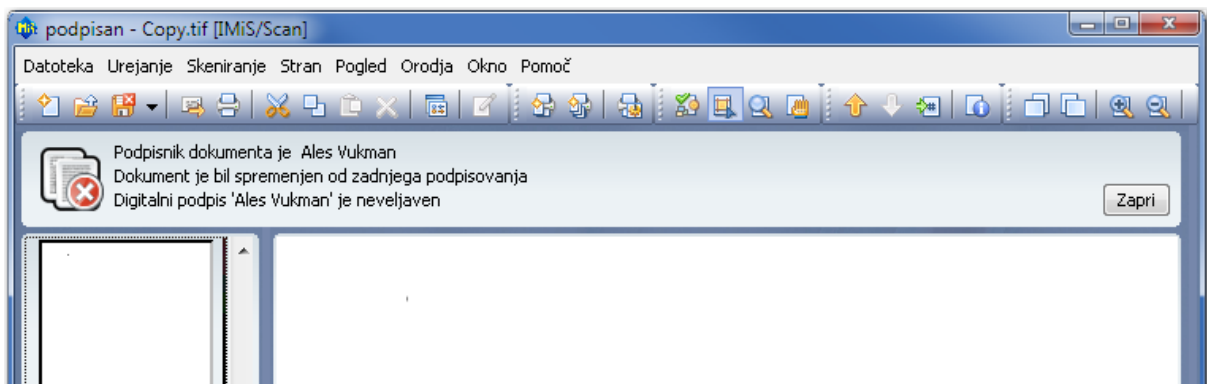 podpisan - Copy.tif [IMiS/Scan]
Datoteka Urejanje Skeniranje Stran Pogled Orodja Okno Pomoč
Podpisnik dokumenta je Ales Vukman
Dokument je bil spremenjen od zadnjega podpisovanja
Digitalni podpis 'Ales Vukman' je neveljaven
Zapri